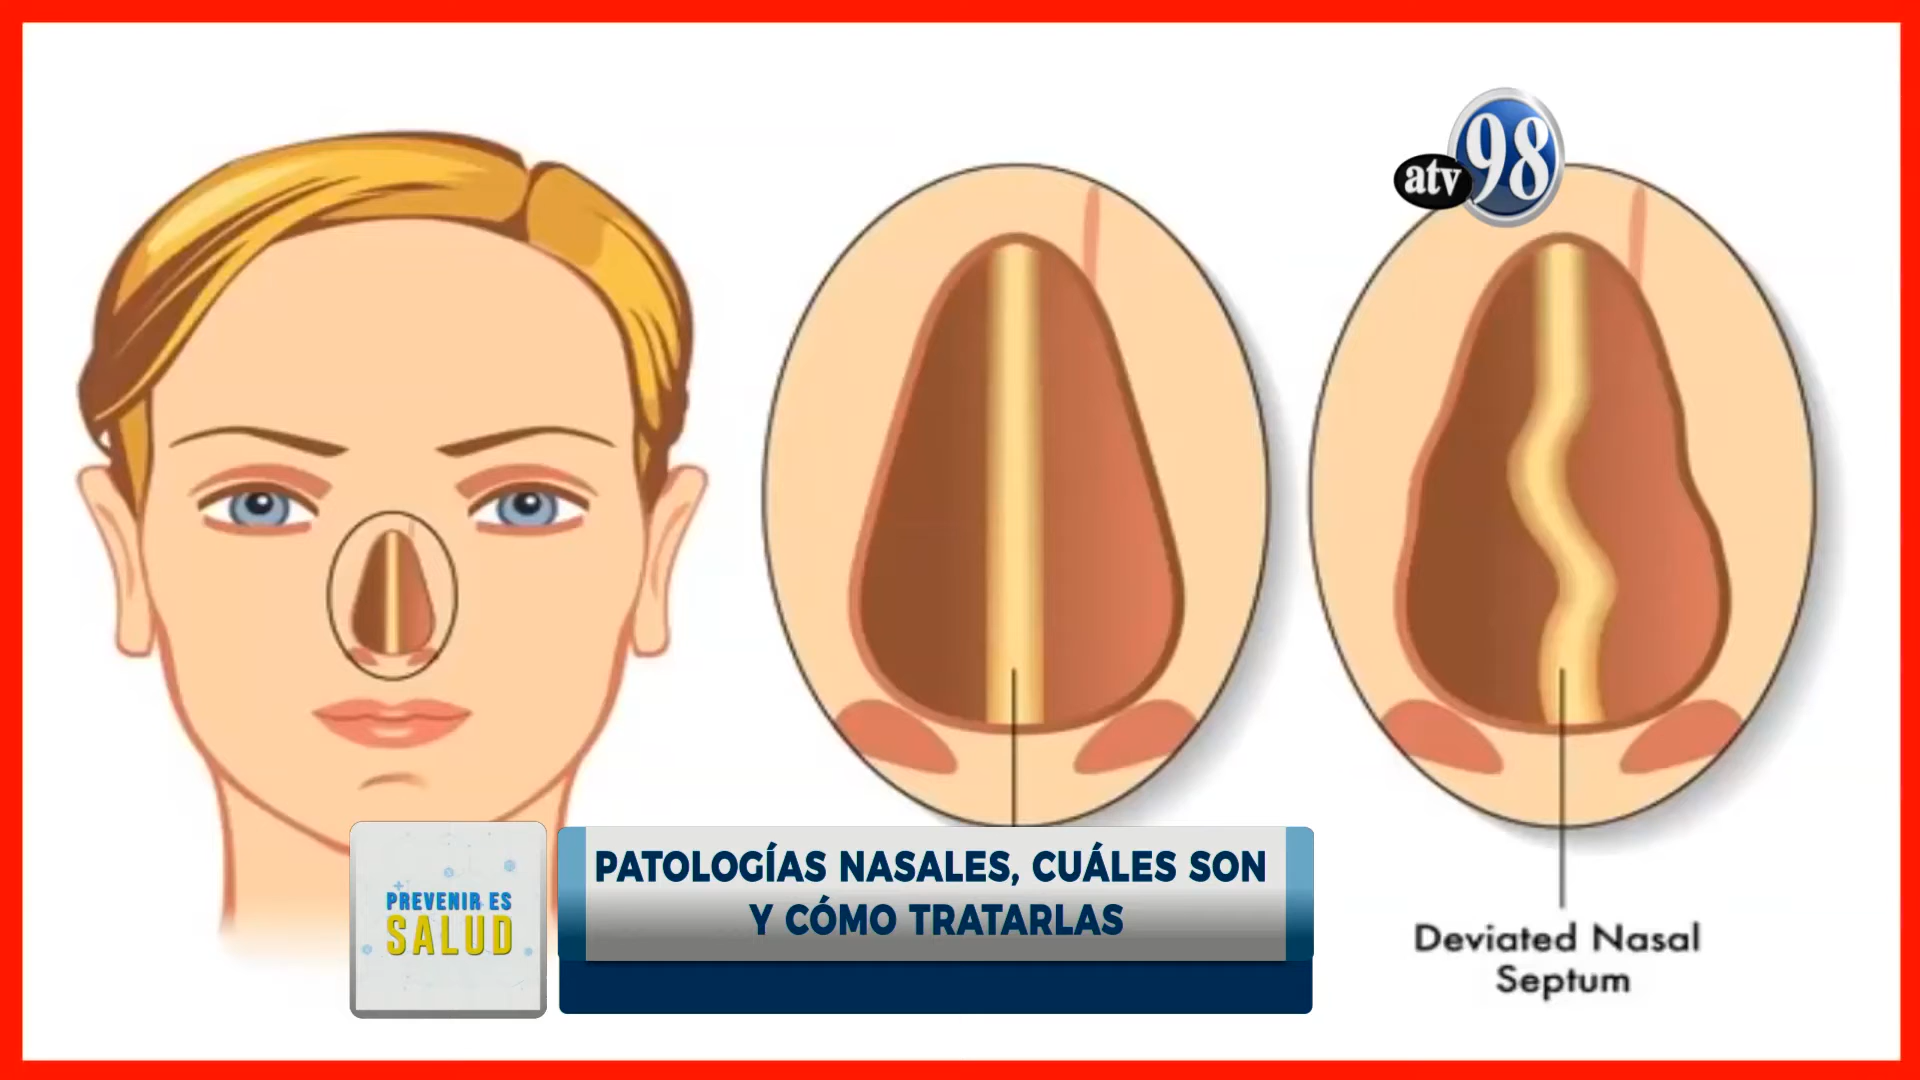 atv 98
PATOLOGÍAS NASALES, CUÁLES SON
Y CÓMO TRATARLAS
PREVENIR ES
SALUD
Deviated Nasal
Septum